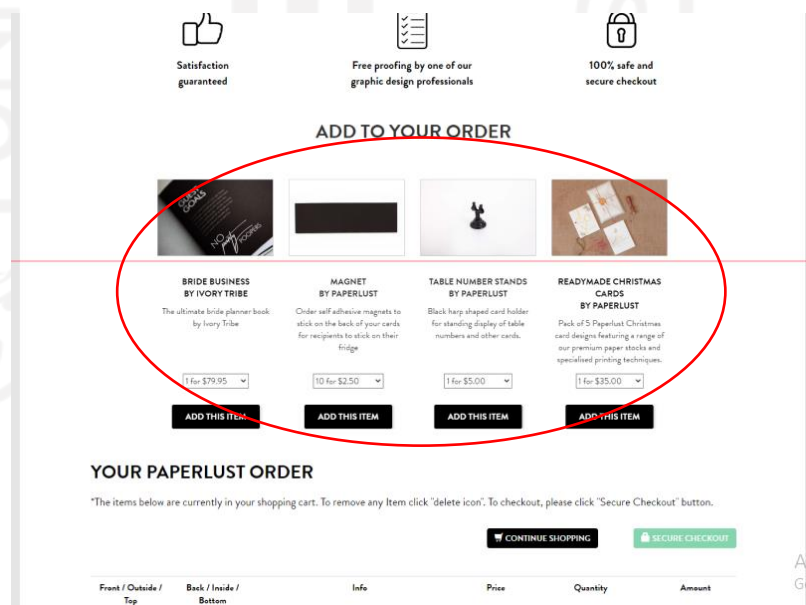 Satisfaction
guaranteed
Free proofing by one of our
graphic design professionals
100% safe and
secure checkout
ADD TO YOUR ORDER
GUEST
GOALS
NO
party
POOPERS
BRIDE BUSINESS
BY IVORY TRIBE
The ultimate bride planner book
by Ivory Tribe
1 for $79.95
ADD THIS ITEM
MAGNET
BY PAPERLUST
Order self adhesive magnets to
stick on the back of your cards
for recipients to stick on their
fridge
10 for $2.50
ADD THIS ITEM
TABLE NUMBER STANDS
BY PAPERLUST
Black harp shaped card holder
for standing display of table
numbers and other cards.
1 for $5.00
ADD THIS ITEM
READYMADE CHRISTMAS
CARDS
BY PAPERLUST
Pack of 5 Paperlust Christmas
card designs featuring a range of
our premium paper stocks and
specialised printing techniques.
1 for $35.00
ADD THIS ITEM
YOUR PAPERLUST ORDER
*The items below are currently in your shopping cart. To remove any Item click "delete icon". To checkout, please click "Secure Checkout" button.
CONTINUE SHOPPING
SECURE CHECKOUT
Front / Outside /
Top
Back / Inside /
Bottom
Info
Price
Quantity
Amount